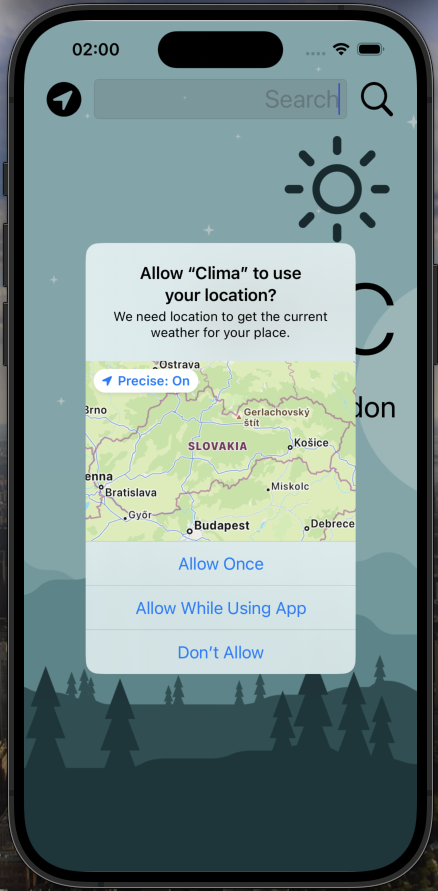 02:00
Search
C
don
Allow “Clima” to use
your location?
We need location to get the current
weather for your place.
Precise: On
Ostrava
Brno
Gerlachovský
štít
SLOVAKIA
Košice
enna
Bratislava
Miskolc
Győr
Budapest
Debrece
Allow Once
Allow While Using App
Don’t Allow